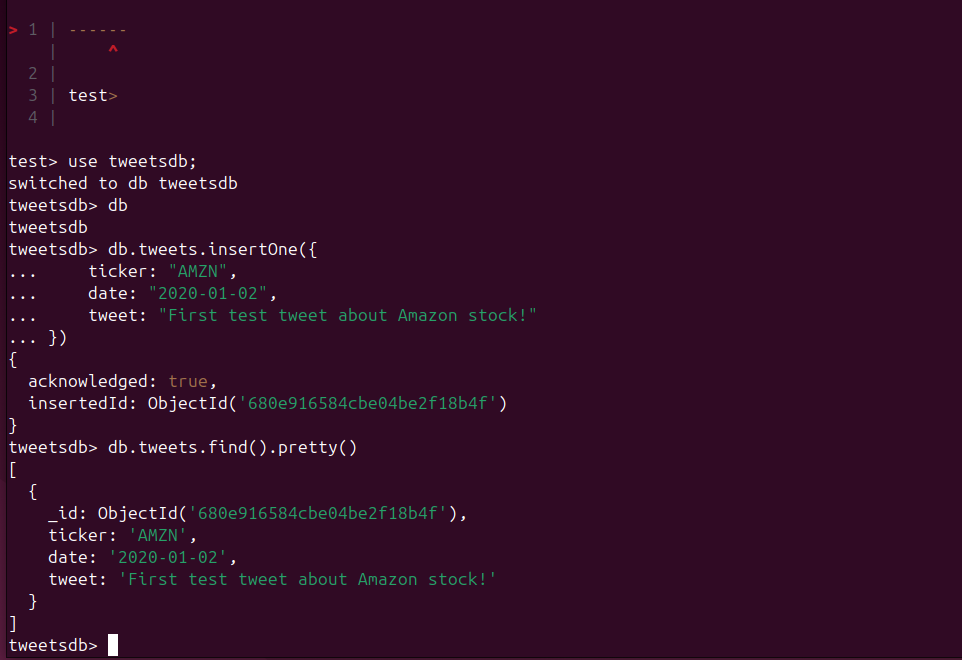 > 1 | ------
| ^
2 |
3 | test>
4 |
test> use tweetsdb;
switched to db tweetsdb
tweetsdb> db
tweetsdb
tweetsdb> db.tweets.insertOne({
...     ticker: "AMZN",
...     date: "2020-01-02",
...     tweet: "First test tweet about Amazon stock!"
... })
{
  acknowledged: true,
  insertedId: ObjectId('680e916584cbe04be2f18b4f')
}
tweetsdb> db.tweets.find().pretty()
[
  {
    _id: ObjectId('680e916584cbe04be2f18b4f'),
    ticker: 'AMZN',
    date: '2020-01-02',
    tweet: 'First test tweet about Amazon stock!'
  }
]
tweetsdb>